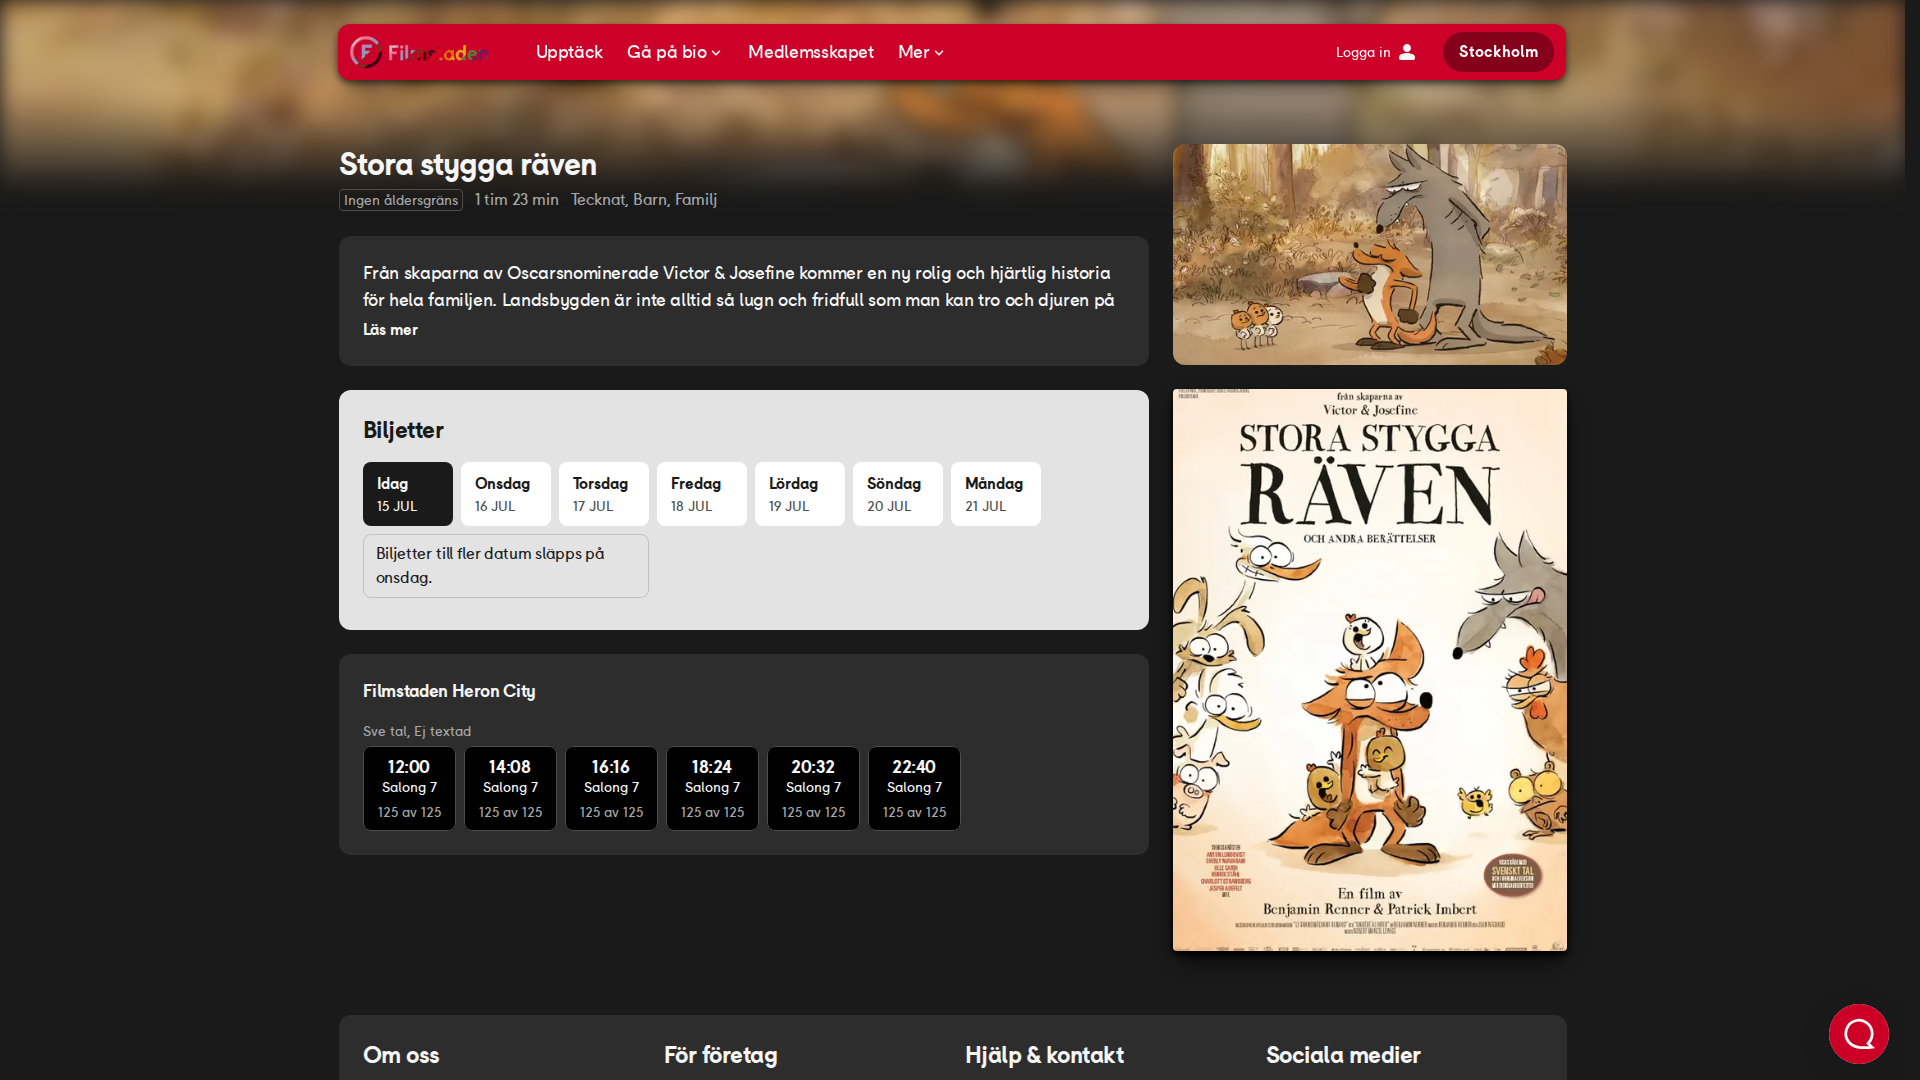 Filmstaden
Upptäck
Gå på bio
Medlemsskapet
Mer
Logga in
Stockholm
Stora stygga räven
Ingen åldersgräns
1 tim 23 min
Tecknat, Barn, Familj
Från skaparna av Oscarsnominerade Victor & Josefine kommer en ny rolig och hjärtlig historia
för hela familjen. Landsbygden är inte alltid så lugn och fridfull som man kan tro och djuren på
Läs mer
Biljetter
Idag
15 JUL
Onsdag
16 JUL
Torsdag
17 JUL
Fredag
18 JUL
Lördag
19 JUL
Söndag
20 JUL
Måndag
21 JUL
Biljetter till fler datum släpps på
onsdag.
Filmstaden Heron City
Sve tal, Ej textad
12:00
Salong 7
125 av 125
14:08
Salong 7
125 av 125
16:16
Salong 7
125 av 125
18:24
Salong 7
125 av 125
20:32
Salong 7
125 av 125
22:40
Salong 7
125 av 125
från skaparna av
Victor & Josefine
STORA STYGGA
RÄVEN
OCH ANDRA BERÄTTELSER
SVENSKT TAL
En film av
Benjamin Renner & Patrick Imbert
Om oss
För företag
Hjälp & kontakt
Sociala medier